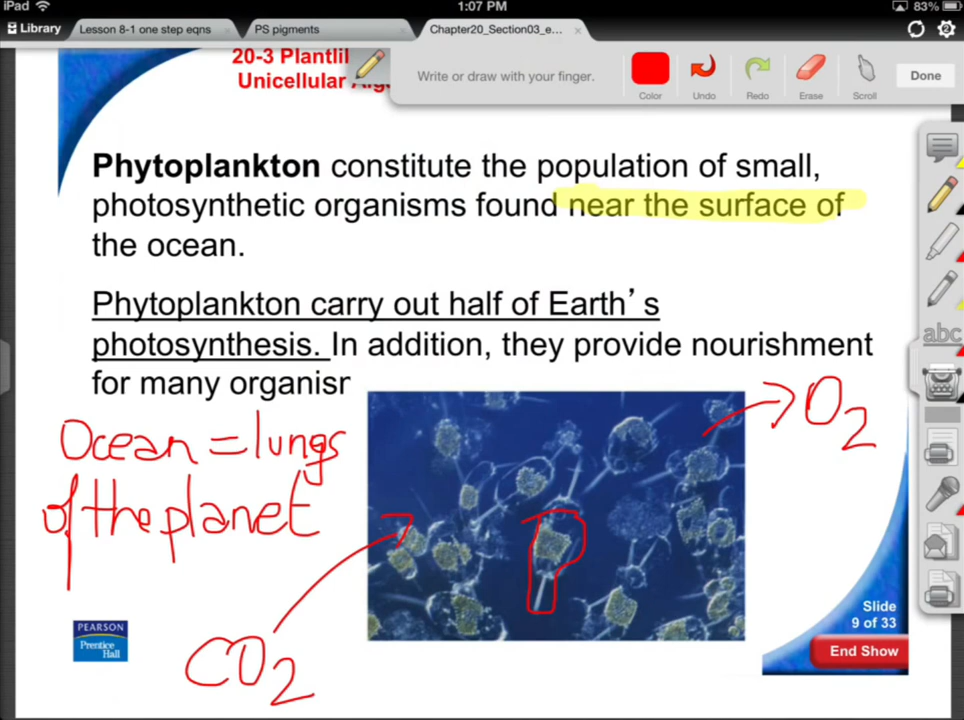 iPad
1:07 PM
83%
Library
Lesson 8-1 one step eqns
PS pigments
Chapter20_Section03_e...
2
20-3 Plantli
Unicellular
Write or draw with your finger.
Color
Undo
Redo
Erase
Scroll
Done
Phytoplankton constitute the population of small,
photosynthetic organisms found near the surface of
the ocean.
Phytoplankton carry out half of Earth’s
photosynthesis. In addition, they provide nourishment
for many
Ocean = lungs
of the planet
O2
CO2
P
abc
PEARSON
Prentice
Hall
Slide
9 of 33
End Show